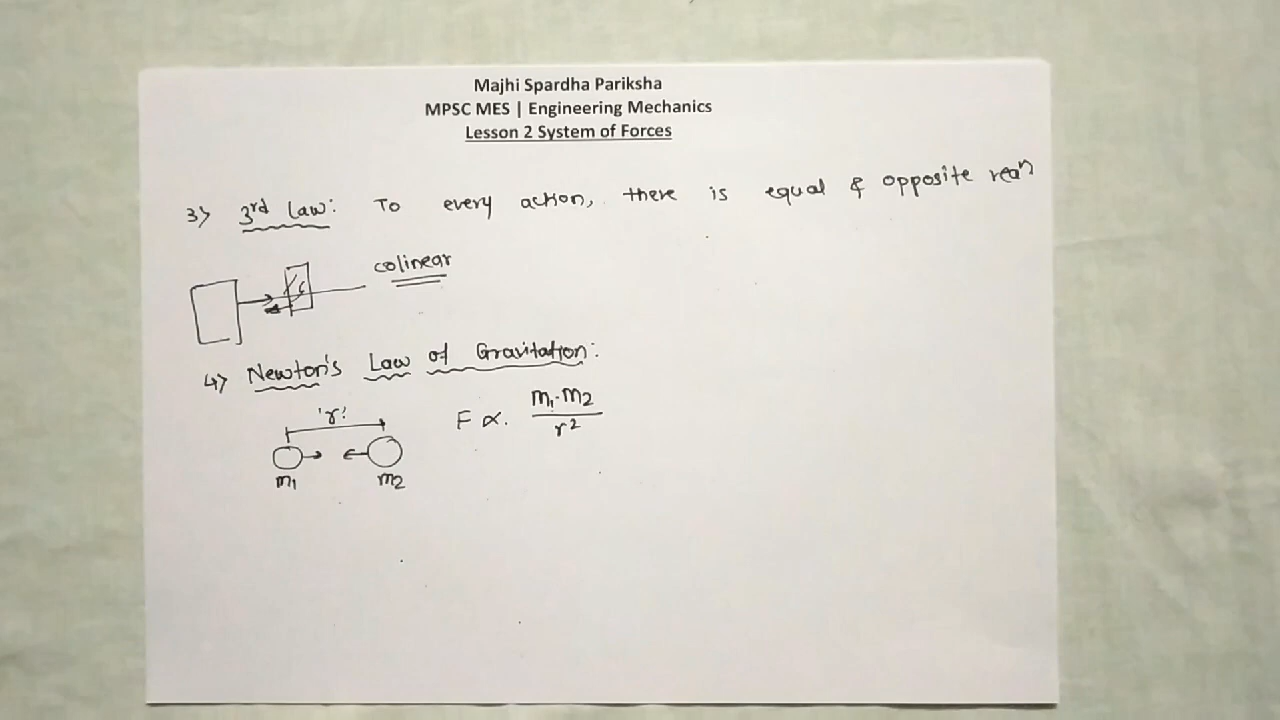 Majhi Spardha Pariksha
MPSC MES | Engineering Mechanics
Lesson 2 System of Forces
3) 3rd Law: To every action, there is equal & opposite rean
colinear
4) Newton's Law of Gravitation:
'r'
F ∝. m1·m2 / r²
m1 m2